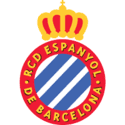 · RCD ESPANYOL ·
DE BARCELONA